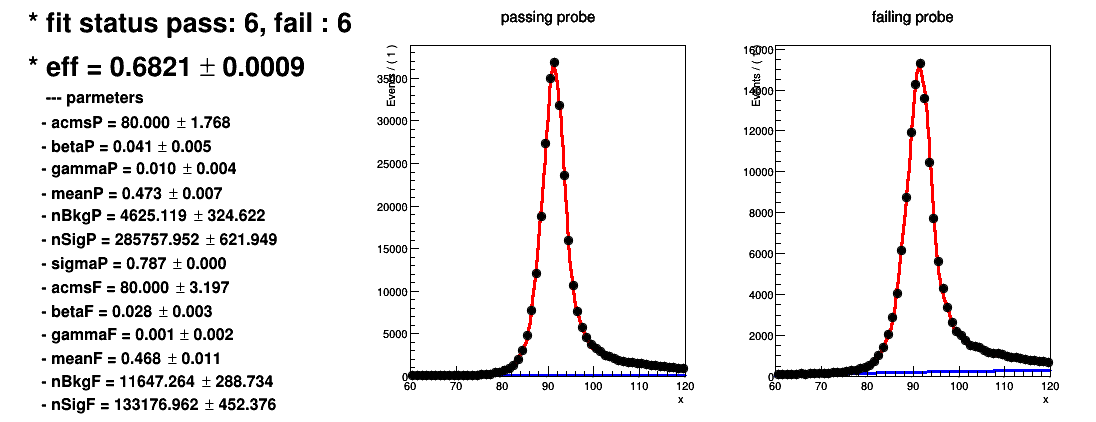 * fit status pass: 6, fail : 6
* eff = 0.6821 ± 0.0009
--- parmeters
- acmsP = 80.000 ± 1.768
- betaP = 0.041 ± 0.005
- gammaP = 0.010 ± 0.004
- meanP = 0.473 ± 0.007
- nBkgP = 4625.119 ± 324.622
- nSigP = 285757.952 ± 621.949
- sigmaP = 0.787 ± 0.000
- acmsF = 80.000 ± 3.197
- betaF = 0.028 ± 0.003
- gammaF = 0.001 ± 0.002
- meanF = 0.468 ± 0.011
- nBkgF = 11647.264 ± 288.734
- nSigF = 133176.962 ± 452.376
passing probe
Events / ( 1 )
35000
30000
25000
20000
15000
10000
5000
0
60 70 80 90 100 110 120
x
failing probe
Events / ( 1 )
16000
14000
12000
10000
8000
6000
4000
2000
0
60 70 80 90 100 110 120
x